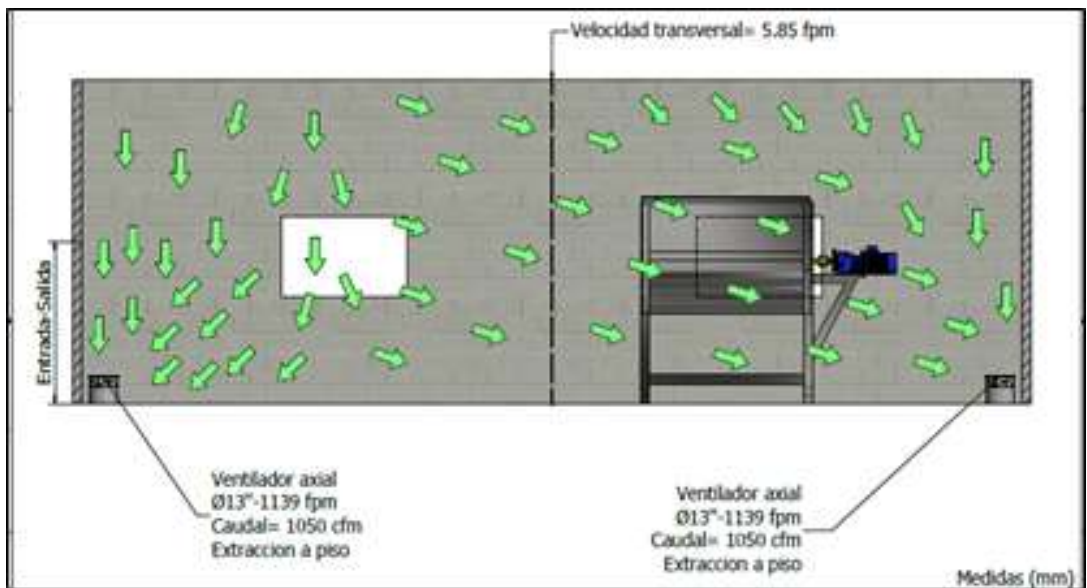 Velocidad transversal= 5.85 fpm
Entrada-Salida
Ventilador axial
Ø13"-1139 fpm
Caudal= 1050 cfm
Extraccion a piso
Ventilador axial
Ø13"-1139 fpm
Caudal= 1050 cfm
Extraccion a piso
Medidas (mm)